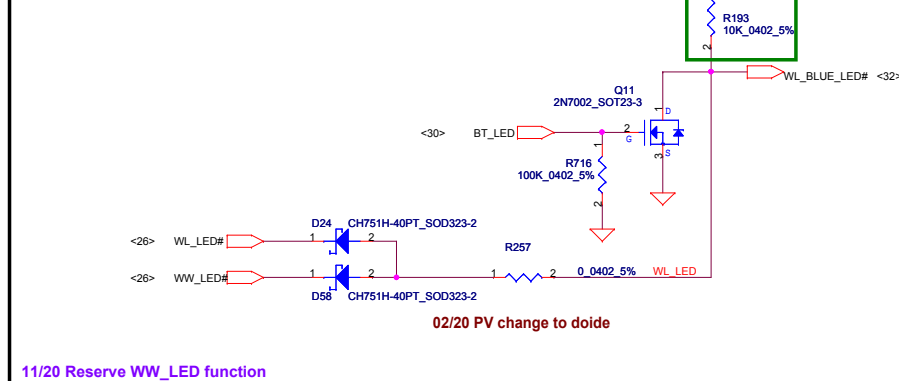 R193
10K_0402_5%
2
WL_BLUE_LED# <32>
Q11
2N7002_SOT23-3
1
D
<30> BT_LED
2
G
S
3
1
R716
100K_0402_5%
2
D24 CH751H-40PT_SOD323-2
<26> WL_LED#
1 2
R257
<26> WW_LED#
1 2
1 2
0_0402_5% WL_LED
D58 CH751H-40PT_SOD323-2
02/20 PV change to doide
11/20 Reserve WW_LED function